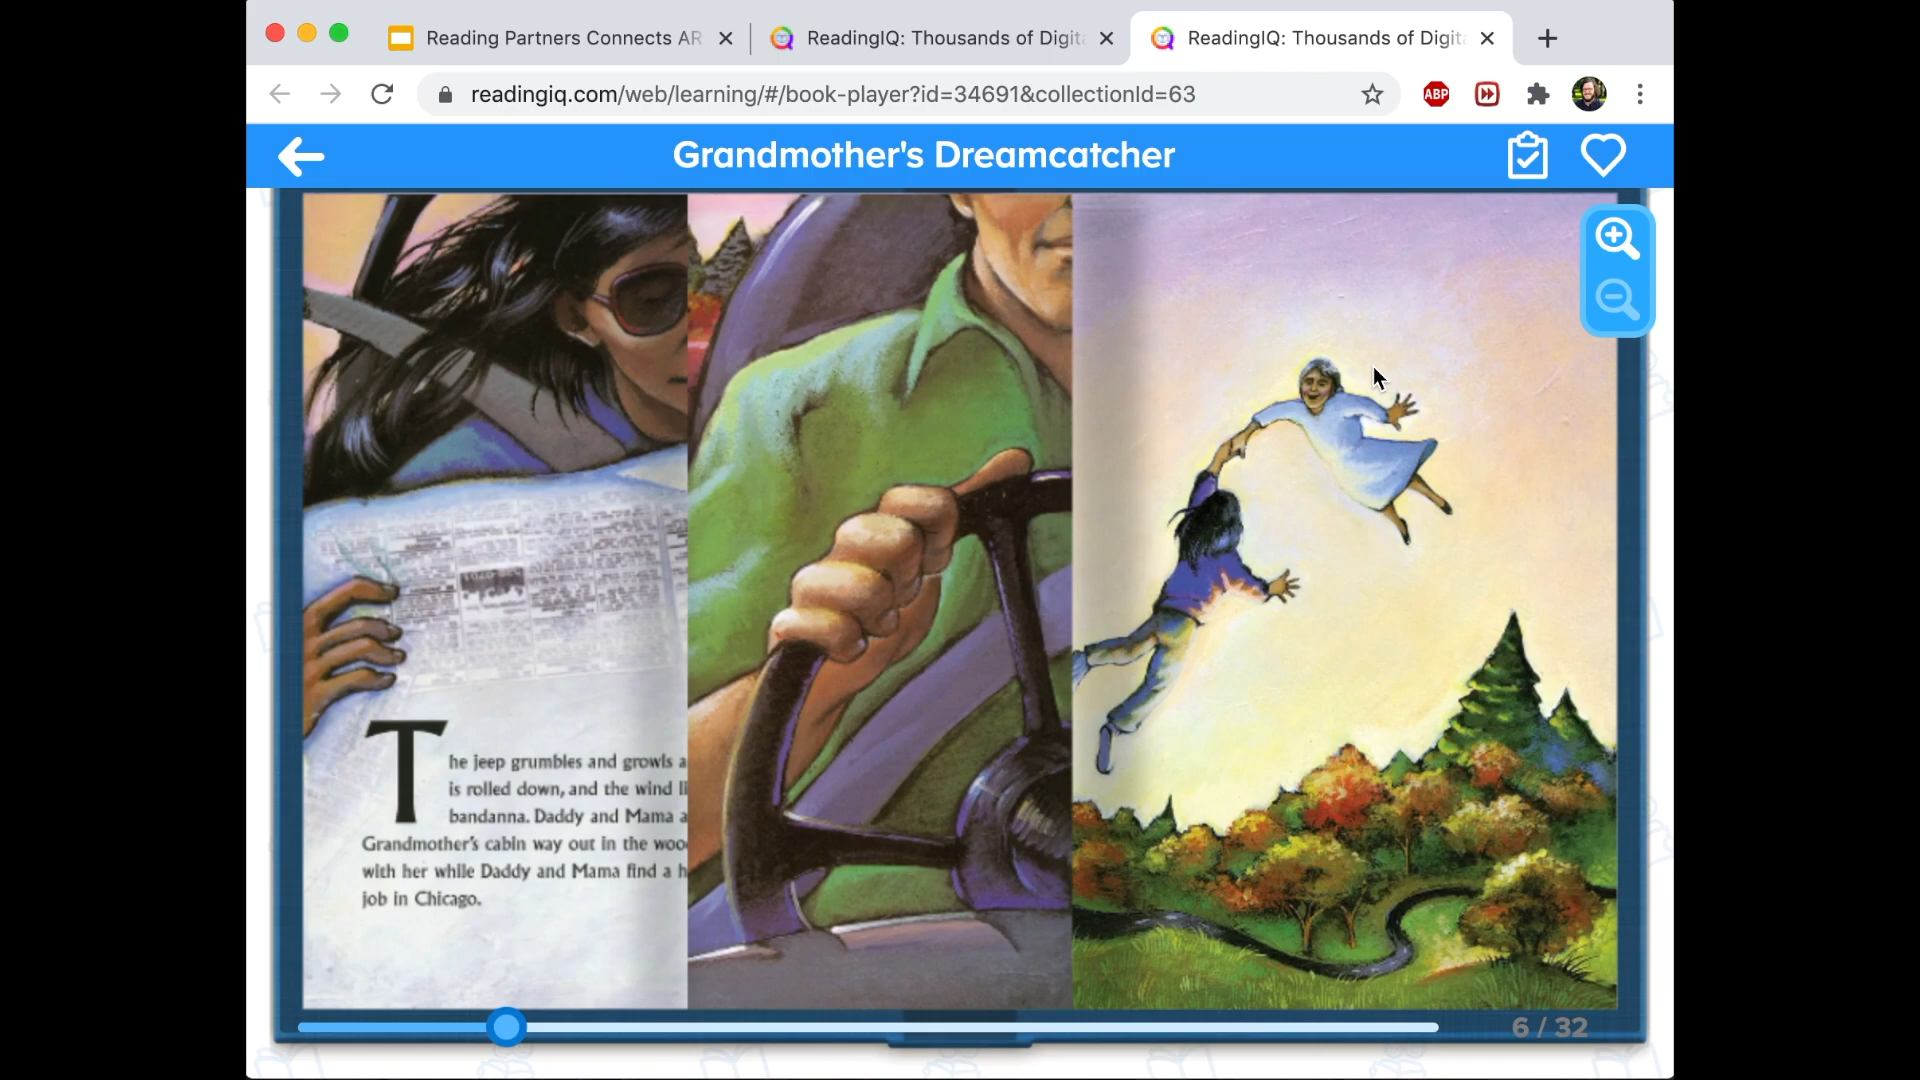 Reading Partners Connects AR
ReadingIQ: Thousands of Digit
ReadingIQ: Thousands of Digit
readingiq.com/web/learning/#/book-player?id=34691&collectionId=63
ABP
Grandmother's Dreamcatcher
The jeep grumbles and growls a
is rolled down, and the wind li
bandanna. Daddy and Mama a
Grandmother's cabin way out in the woo
with her while Daddy and Mama find a h
job in Chicago.
6 / 32